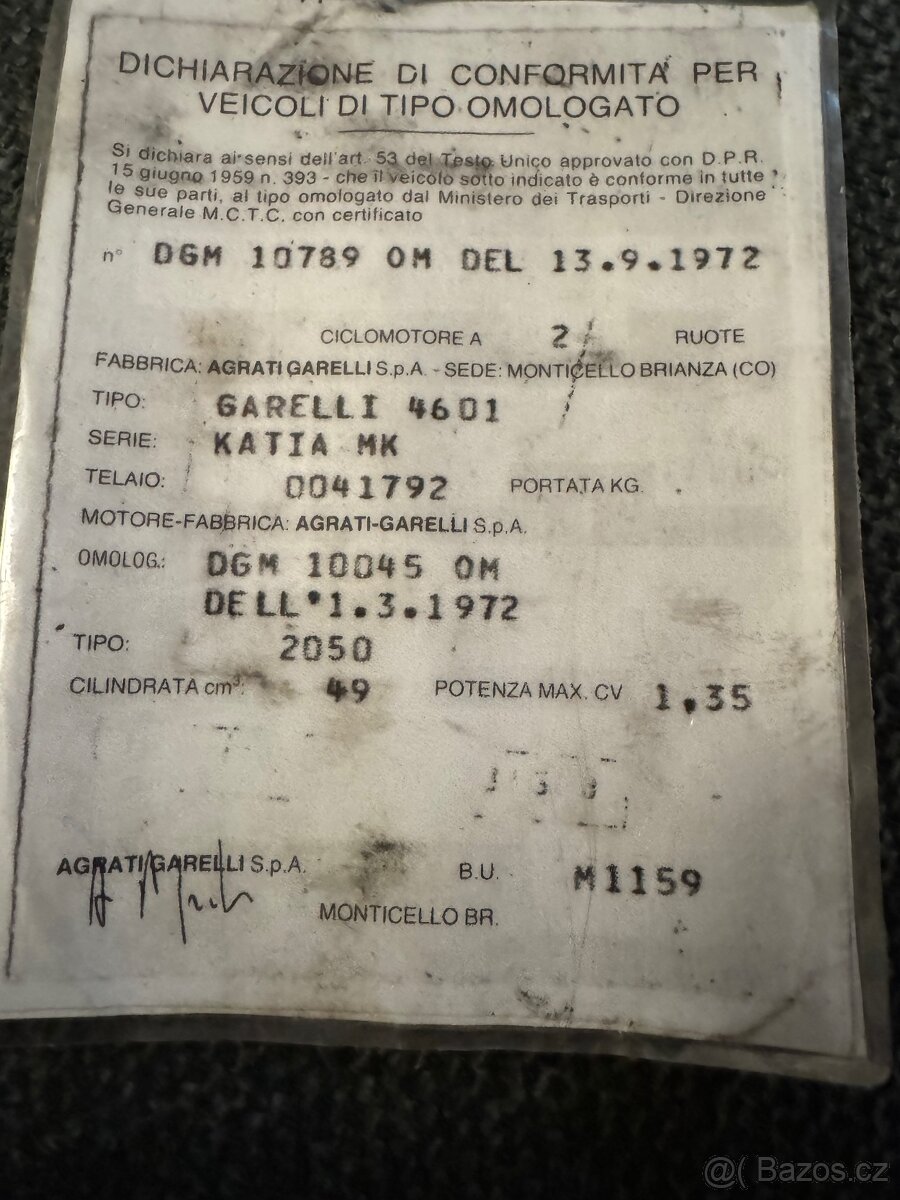 DICHIARAZIONE DI CONFORMITA' PER
VEICOLI DI TIPO OMOLOGATO
Si dichiara ai sensi dell'art. 53 del Testo Unico approvato con D.P.R.
15 giugno 1959 n. 393 - che il veicolo sotto indicato è conforme in tutte
le sue parti, al tipo omologato dal Ministero dei Trasporti - Direzione
Generale M.C.T.C. con certificato
n° DGM 10789 OM DEL 13.9.1972
CICLOMOTORE A 2 RUOTE
FABBRICA: AGRATI GARELLI S.p.A. - SEDE: MONTICELLO BRIANZA (CO)
TIPO: GARELLI 4601
SERIE: KATIA MK
TELAIO: 0041792 PORTATA KG.
MOTORE-FABBRICA: AGRATI-GARELLI S.p.A.
OMOLOG.: DGM 10045 OM
DELL'1.3.1972
TIPO: 2050
CILINDRATA cm³: 49 POTENZA MAX. CV 1,35
AGRATI GARELLI S.p.A. B.U. M1159
MONTICELLO BR.
@( Bazos.cz